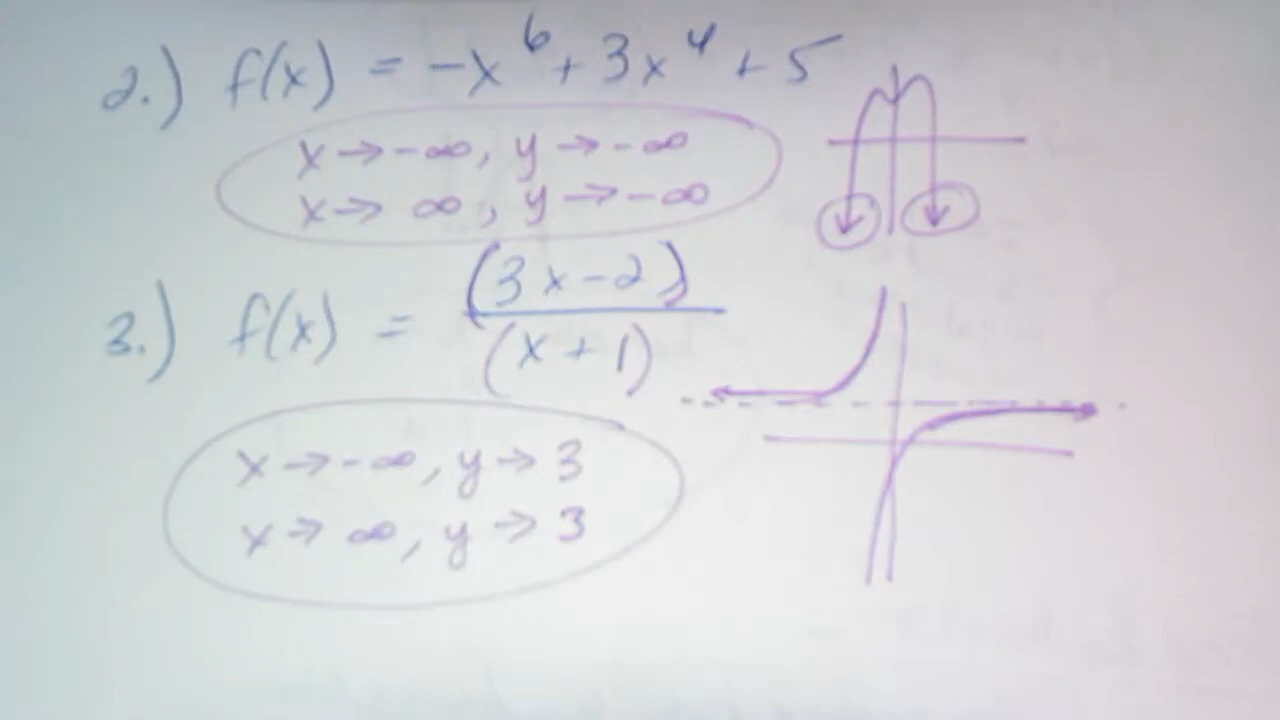 2.) f(x) = -x⁶ + 3x⁴ + 5
x → -∞, y → -∞
x → ∞, y → -∞
3.) f(x) = (3x-2)/(x+1)
x → -∞, y → 3
x → ∞, y → 3